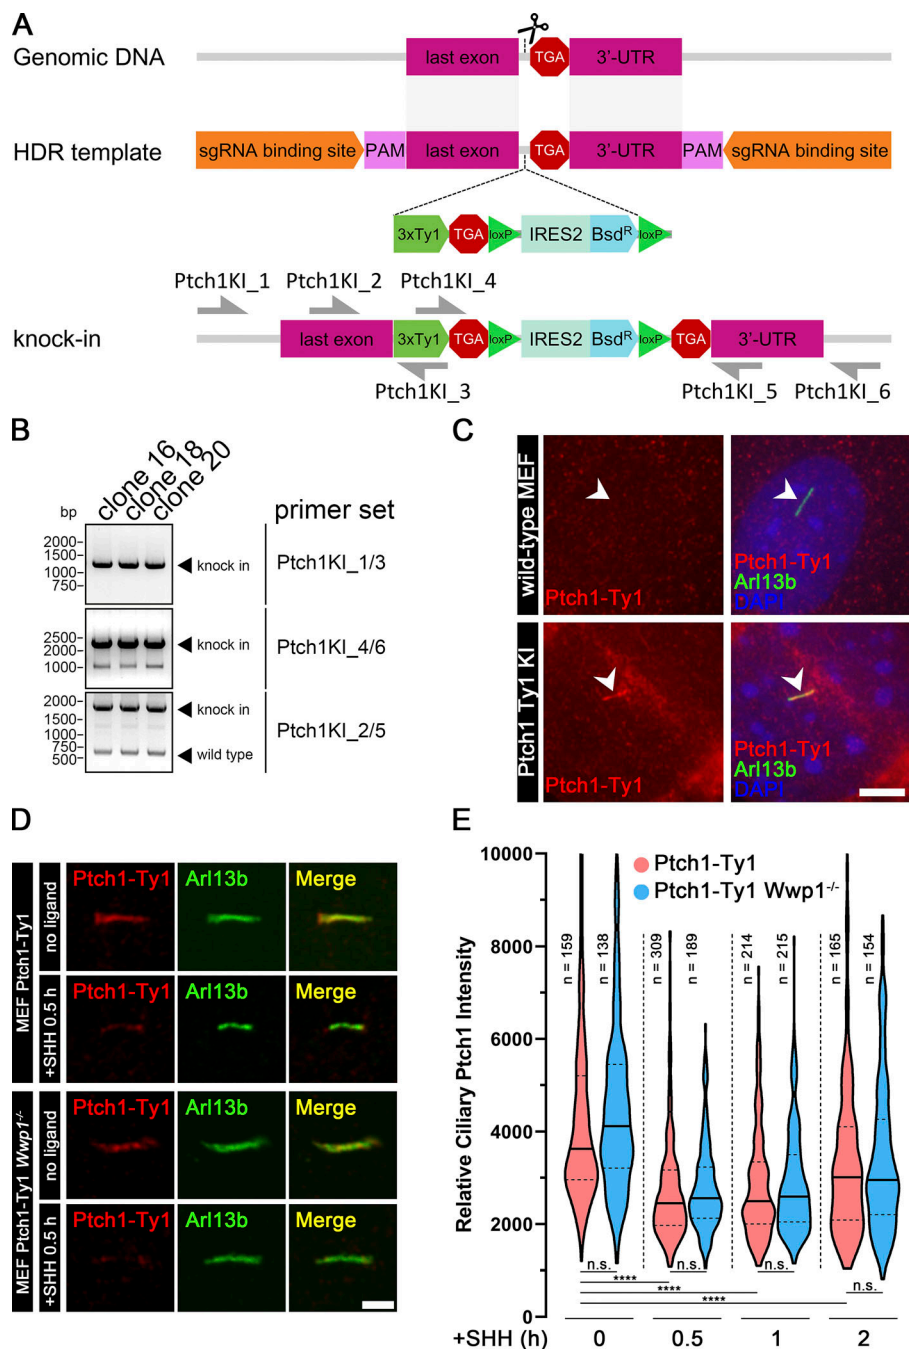 A
Genomic DNA
last exon
TGA
3'-UTR
HDR template
sgRNA binding site
PAM
last exon
TGA
3'-UTR
PAM
sgRNA binding site
3xTy1
TGA
loxP
IRES2
Bsd^R
loxP
Ptch1KI_1
Ptch1KI_2
Ptch1KI_4
knock-in
last exon
3xTy1
TGA
loxP
IRES2
Bsd^R
loxP
TGA
3'-UTR
Ptch1KI_3
Ptch1KI_5
Ptch1KI_6
B
clone 16
clone 18
clone 20
bp
primer set
2000
1500
1000
750
knock in
Ptch1KI_1/3
2500
2000
1000
knock in
Ptch1KI_4/6
2000
1500
1000
750
500
knock in
wild type
Ptch1KI_2/5
C
wild-type MEF
Ptch1-Ty1
Ptch1-Ty1
Arl13b
DAPI
Ptch1 Ty1 KI
Ptch1-Ty1
Ptch1-Ty1
Arl13b
DAPI
D
MEF Ptch1-Ty1
no ligand
Ptch1-Ty1
Arl13b
Merge
+SHH 0.5 h
Ptch1-Ty1
Arl13b
Merge
MEF Ptch1-Ty1 Wwp1-/-
no ligand
Ptch1-Ty1
Arl13b
Merge
+SHH 0.5 h
Ptch1-Ty1
Arl13b
Merge
E
Relative Ciliary Ptch1 Intensity
10000
8000
6000
4000
2000
0
Ptch1-Ty1
Ptch1-Ty1 Wwp1-/-
n = 159
n = 138
n = 309
n = 189
n = 214
n = 215
n = 165
n = 154
n.s.
n.s.
n.s.
n.s.
****
****
****
+SHH (h)
0
0.5
1
2